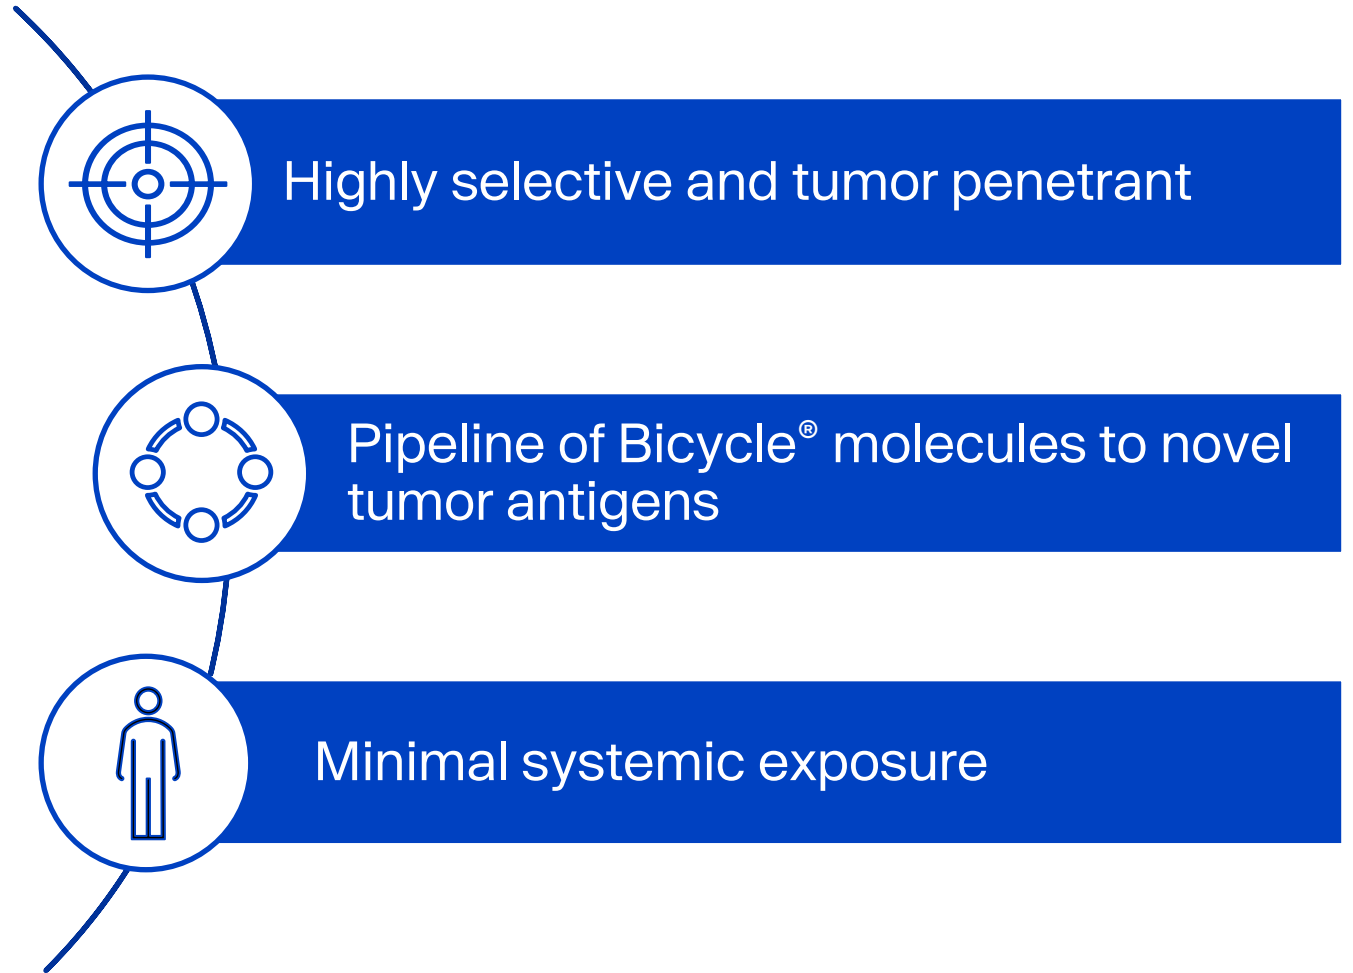 Highly selective and tumor penetrant
Pipeline of Bicycle® molecules to novel
tumor antigens
Minimal systemic exposure